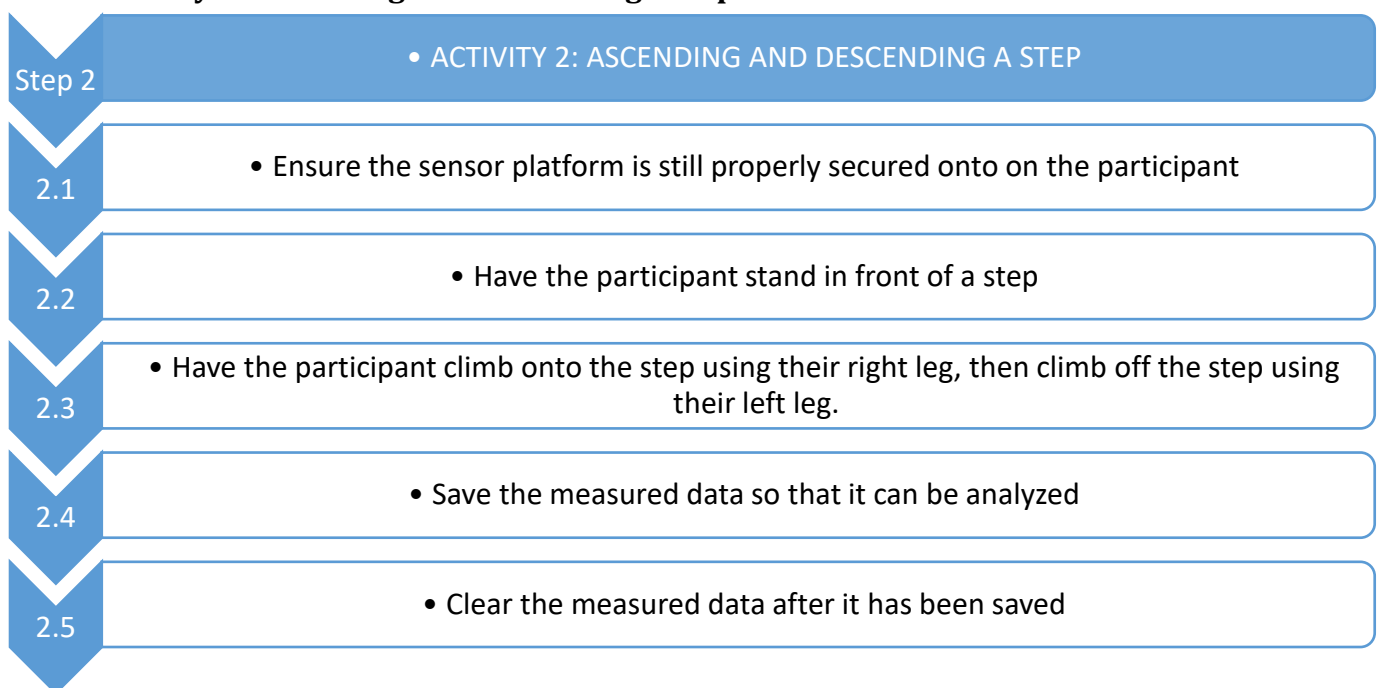 Step 2
• ACTIVITY 2: ASCENDING AND DESCENDING A STEP
2.1
• Ensure the sensor platform is still properly secured onto on the participant
2.2
• Have the participant stand in front of a step
2.3
• Have the participant climb onto the step using their right leg, then climb off the step using
their left leg.
2.4
• Save the measured data so that it can be analyzed
2.5
• Clear the measured data after it has been saved